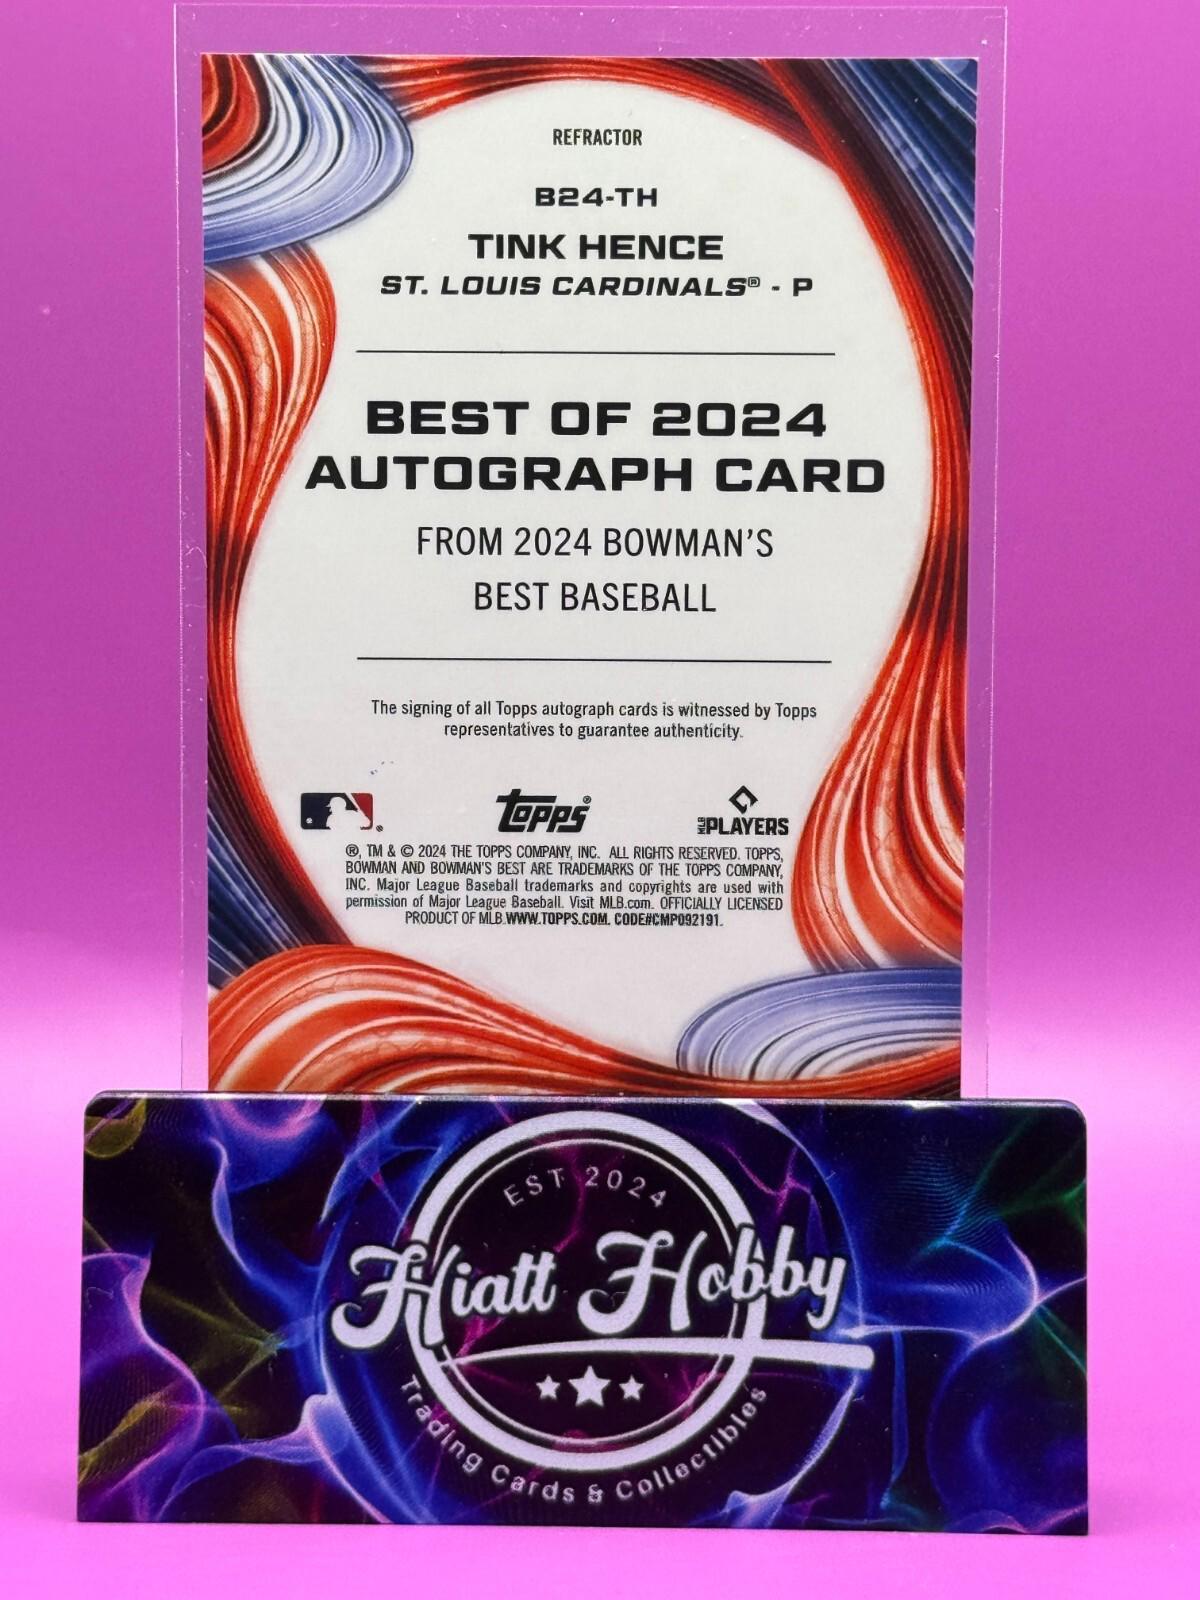 REFRACTOR
B24-TH
TINK HENCE
ST. LOUIS CARDINALS® - P
BEST OF 2024
AUTOGRAPH CARD
FROM 2024 BOWMAN'S
BEST BASEBALL
The signing of all Topps autograph cards is witnessed by Topps
representatives to guarantee authenticity.
topps®
MLB PLAYERS
®, TM & © 2024 THE TOPPS COMPANY, INC. ALL RIGHTS RESERVED. TOPPS,
BOWMAN AND BOWMAN'S BEST ARE TRADEMARKS OF THE TOPPS COMPANY,
INC. Major League Baseball trademarks and copyrights are used with
permission of Major League Baseball. Visit MLB.com. OFFICIALLY LICENSED
PRODUCT OF MLB.WWW.TOPPS.COM. CODE#CMP092191.
EST 2024
Hiatt Hobby
Trading Cards & Collectibles